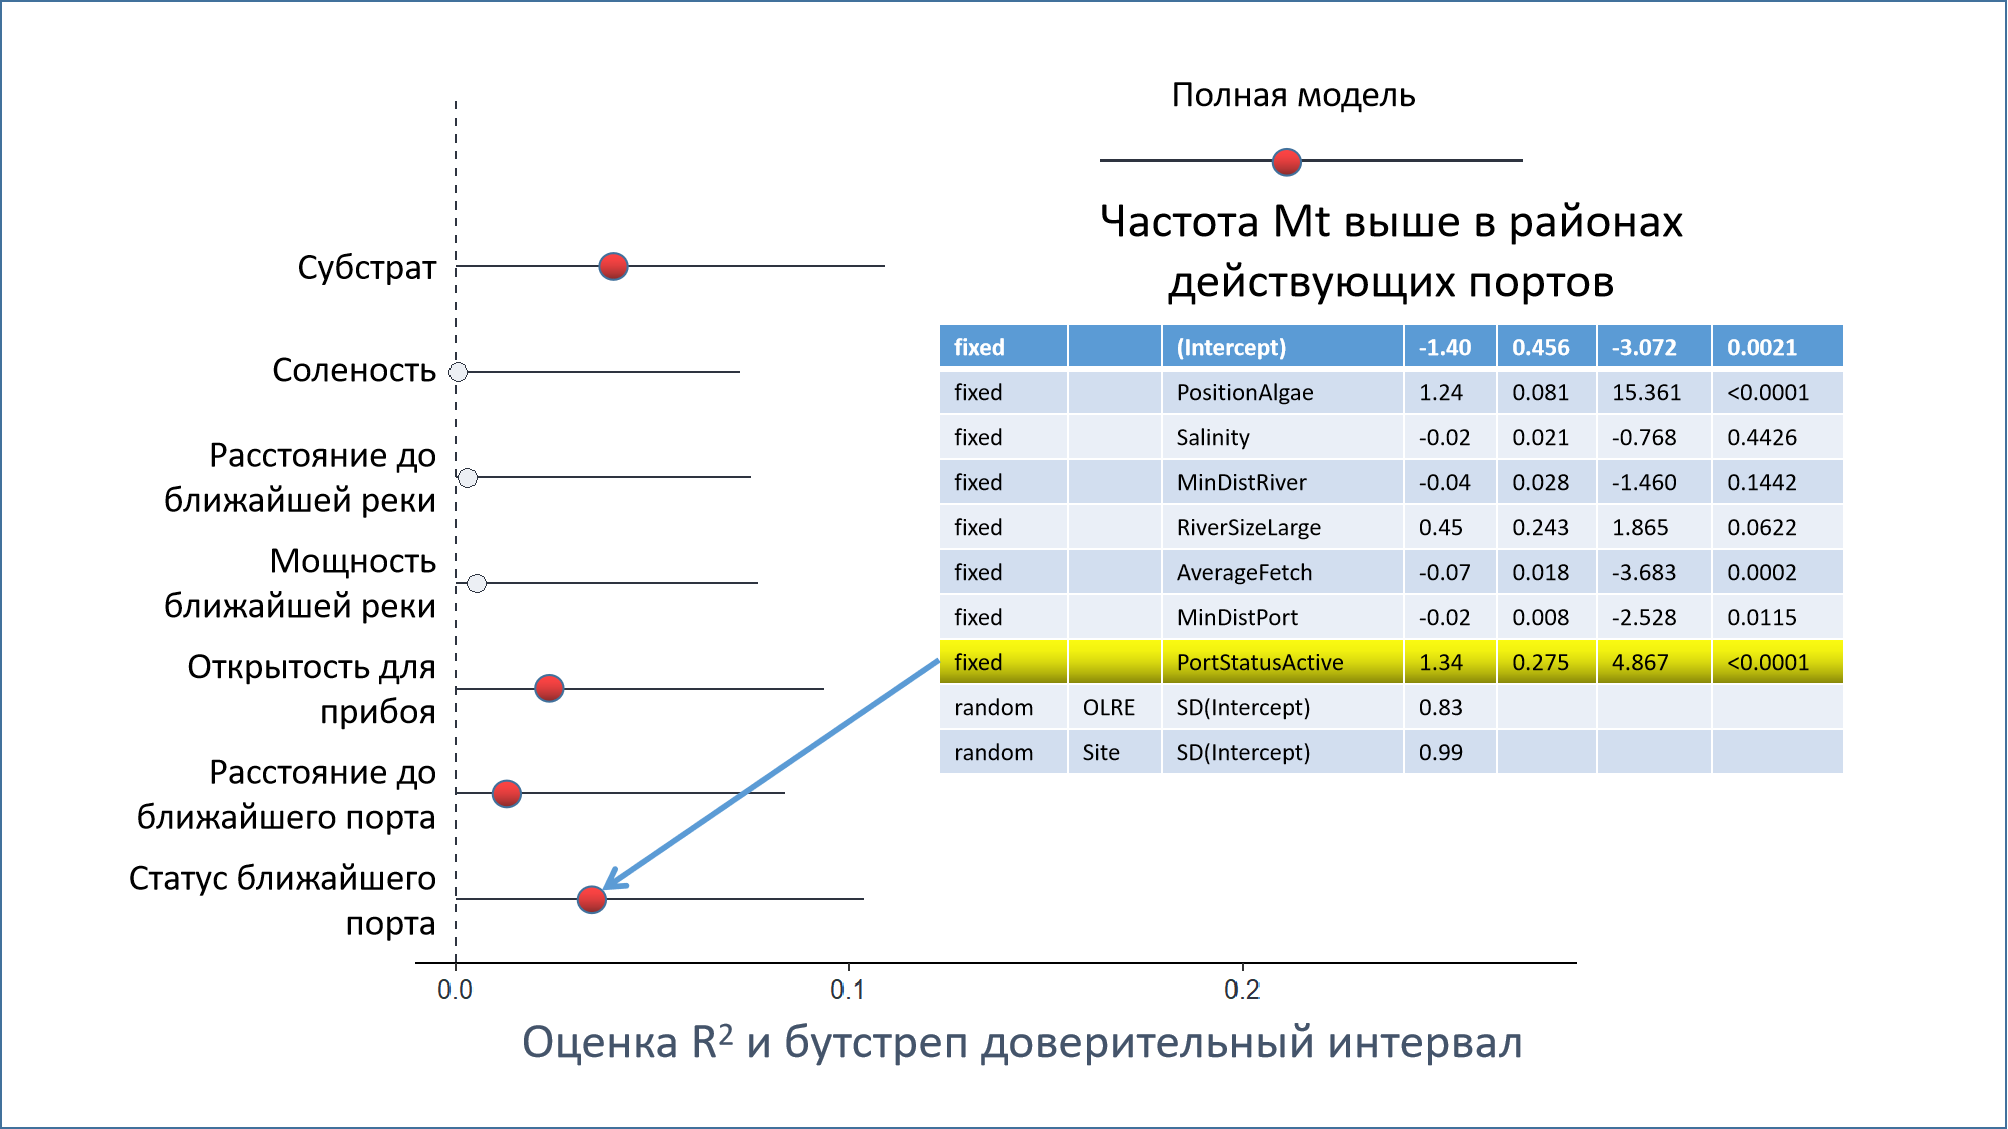 Полная модель
Частота Mt выше в районах
действующих портов
Субстрат
Соленость
Расстояние до
ближайшей реки
Мощность
ближайшей реки
Открытость для
прибоя
Расстояние до
ближайшего порта
Статус ближайшего
порта
fixed (Intercept) -1.40 0.456 -3.072 0.0021
fixed PositionAlgae 1.24 0.081 15.361 <0.0001
fixed Salinity -0.02 0.021 -0.768 0.4426
fixed MinDistRiver -0.04 0.028 -1.460 0.1442
fixed RiverSizeLarge 0.45 0.243 1.865 0.0622
fixed AverageFetch -0.07 0.018 -3.683 0.0002
fixed MinDistPort -0.02 0.008 -2.528 0.0115
fixed PortStatusActive 1.34 0.275 4.867 <0.0001
random OLRE SD(Intercept) 0.83
random Site SD(Intercept) 0.99
0.0 0.1 0.2
Оценка R² и бутстреп доверительный интервал